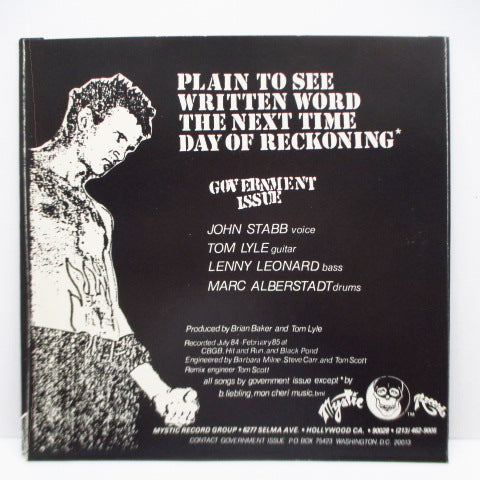 PLAIN TO SEE
WRITTEN WORD
THE NEXT TIME
DAY OF RECKONING*
GOVERNMENT
ISSUE
JOHN STABB voice
TOM LYLE guitar
LENNY LEONARD bass
MARC ALBERSTADT drums
Produced by Brian Baker and Tom Lyle
Recorded July 84 - February 85 at
CBGB, Hit and Run, and Black Pond
Engineered by Barbara Milne, Steve Carr, and Tom Scott
Remix engineer Tom Scott
all songs by government issue except * by
b. liebling, mon cheri music, bmi
Mystic Records
TM
MYSTIC RECORD GROUP • 6277 SELMA AVE. • HOLLYWOOD CA. • 90028 • (213) 462-9005
CONTACT GOVERNMENT ISSUE P.O. BOX 75423 WASHINGTON, D.C. 20013